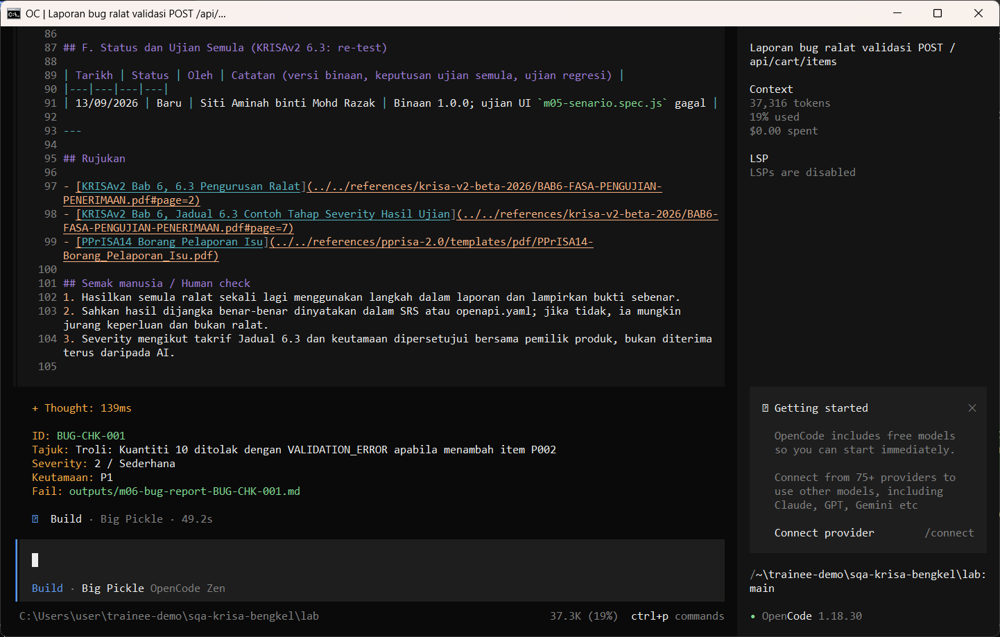 OC | Laporan bug ralat validasi POST /api/...
86
87 ## F. Status dan Ujian Semula (KRISAv2 6.3: re-test)
88
89 | Tarikh | Status | Oleh | Catatan (versi binaan, keputusan ujian semula, ujian regresi) |
90 |---|---|---|---|
91 | 13/09/2026 | Baru | Siti Aminah binti Mohd Razak | Binaan 1.0.0; ujian UI `m05-senario.spec.js` gagal |
92
93 ---
94
95 ## Rujukan
96
97 - [KRISAv2 Bab 6, 6.3 Pengurusan Ralat](../../references/krisa-v2-beta-2026/BAB6-FASA-PENGUJIAN-
PENERIMAAN.pdf#page=2)
98 - [KRISAv2 Bab 6, Jadual 6.3 Contoh Tahap Severity Hasil Ujian](../../references/krisa-v2-beta-2026/BAB6-
FASA-PENGUJIAN-PENERIMAAN.pdf#page=7)
99 - [PPrISA14 Borang Pelaporan Isu](../../references/pprisa-2.0/templates/pdf/PPrISA14-
Borang_Pelaporan_Isu.pdf)
100
101 ## Semak manusia / Human check
102 1. Hasilkan semula ralat sekali lagi menggunakan langkah dalam laporan dan lampirkan bukti sebenar.
103 2. Sahkan hasil dijangka benar-benar dinyatakan dalam SRS atau openapi.yaml; jika tidak, ia mungkin
jurang keperluan dan bukan ralat.
104 3. Severity mengikut takrif Jadual 6.3 dan keutamaan dipersetujui bersama pemilik produk, bukan diterima
terus daripada AI.
105
+ Thought: 139ms
ID: BUG-CHK-001
Tajuk: Troli: Kuantiti 10 ditolak dengan VALIDATION_ERROR apabila menambah item P002
Severity: 2 / Sederhana
Keutamaan: P1
Fail: outputs/m06-bug-report-BUG-CHK-001.md
Build · Big Pickle · 49.2s
Build · Big Pickle OpenCode Zen
C:\Users\user\trainee-demo\sqa-krisa-bengkel\lab
37.3K (19%) ctrl+p commands
Laporan bug ralat validasi POST /
api/cart/items
Context
37,316 tokens
19% used
$0.00 spent
LSP
LSPs are disabled
Getting started
OpenCode includes free models
so you can start immediately.
Connect from 75+ providers to
use other models, including
Claude, GPT, Gemini etc
Connect provider /connect
/~\trainee-demo\sqa-krisa-bengkel\lab:
main
• OpenCode 1.18.30